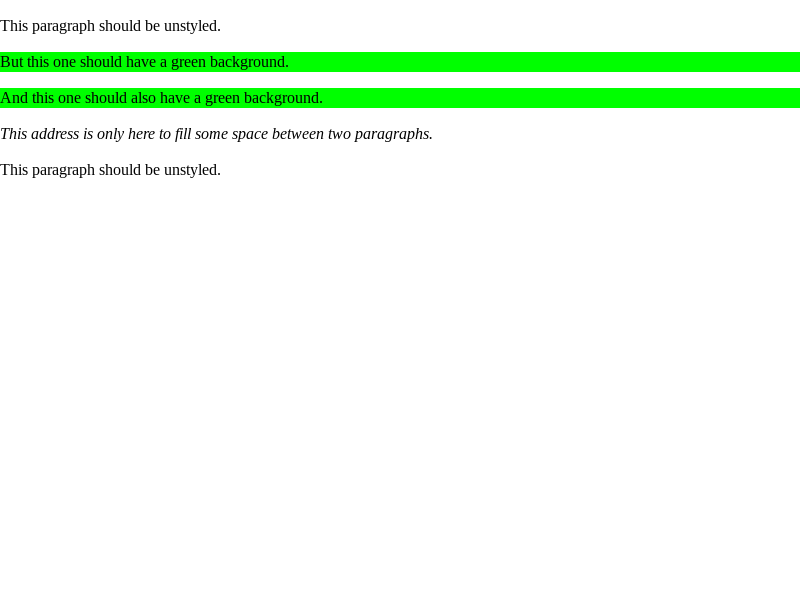 This paragraph should be unstyled.
But this one should have a green background.
And this one should also have a green background.
This address is only here to fill some space between two paragraphs.
This paragraph should be unstyled.